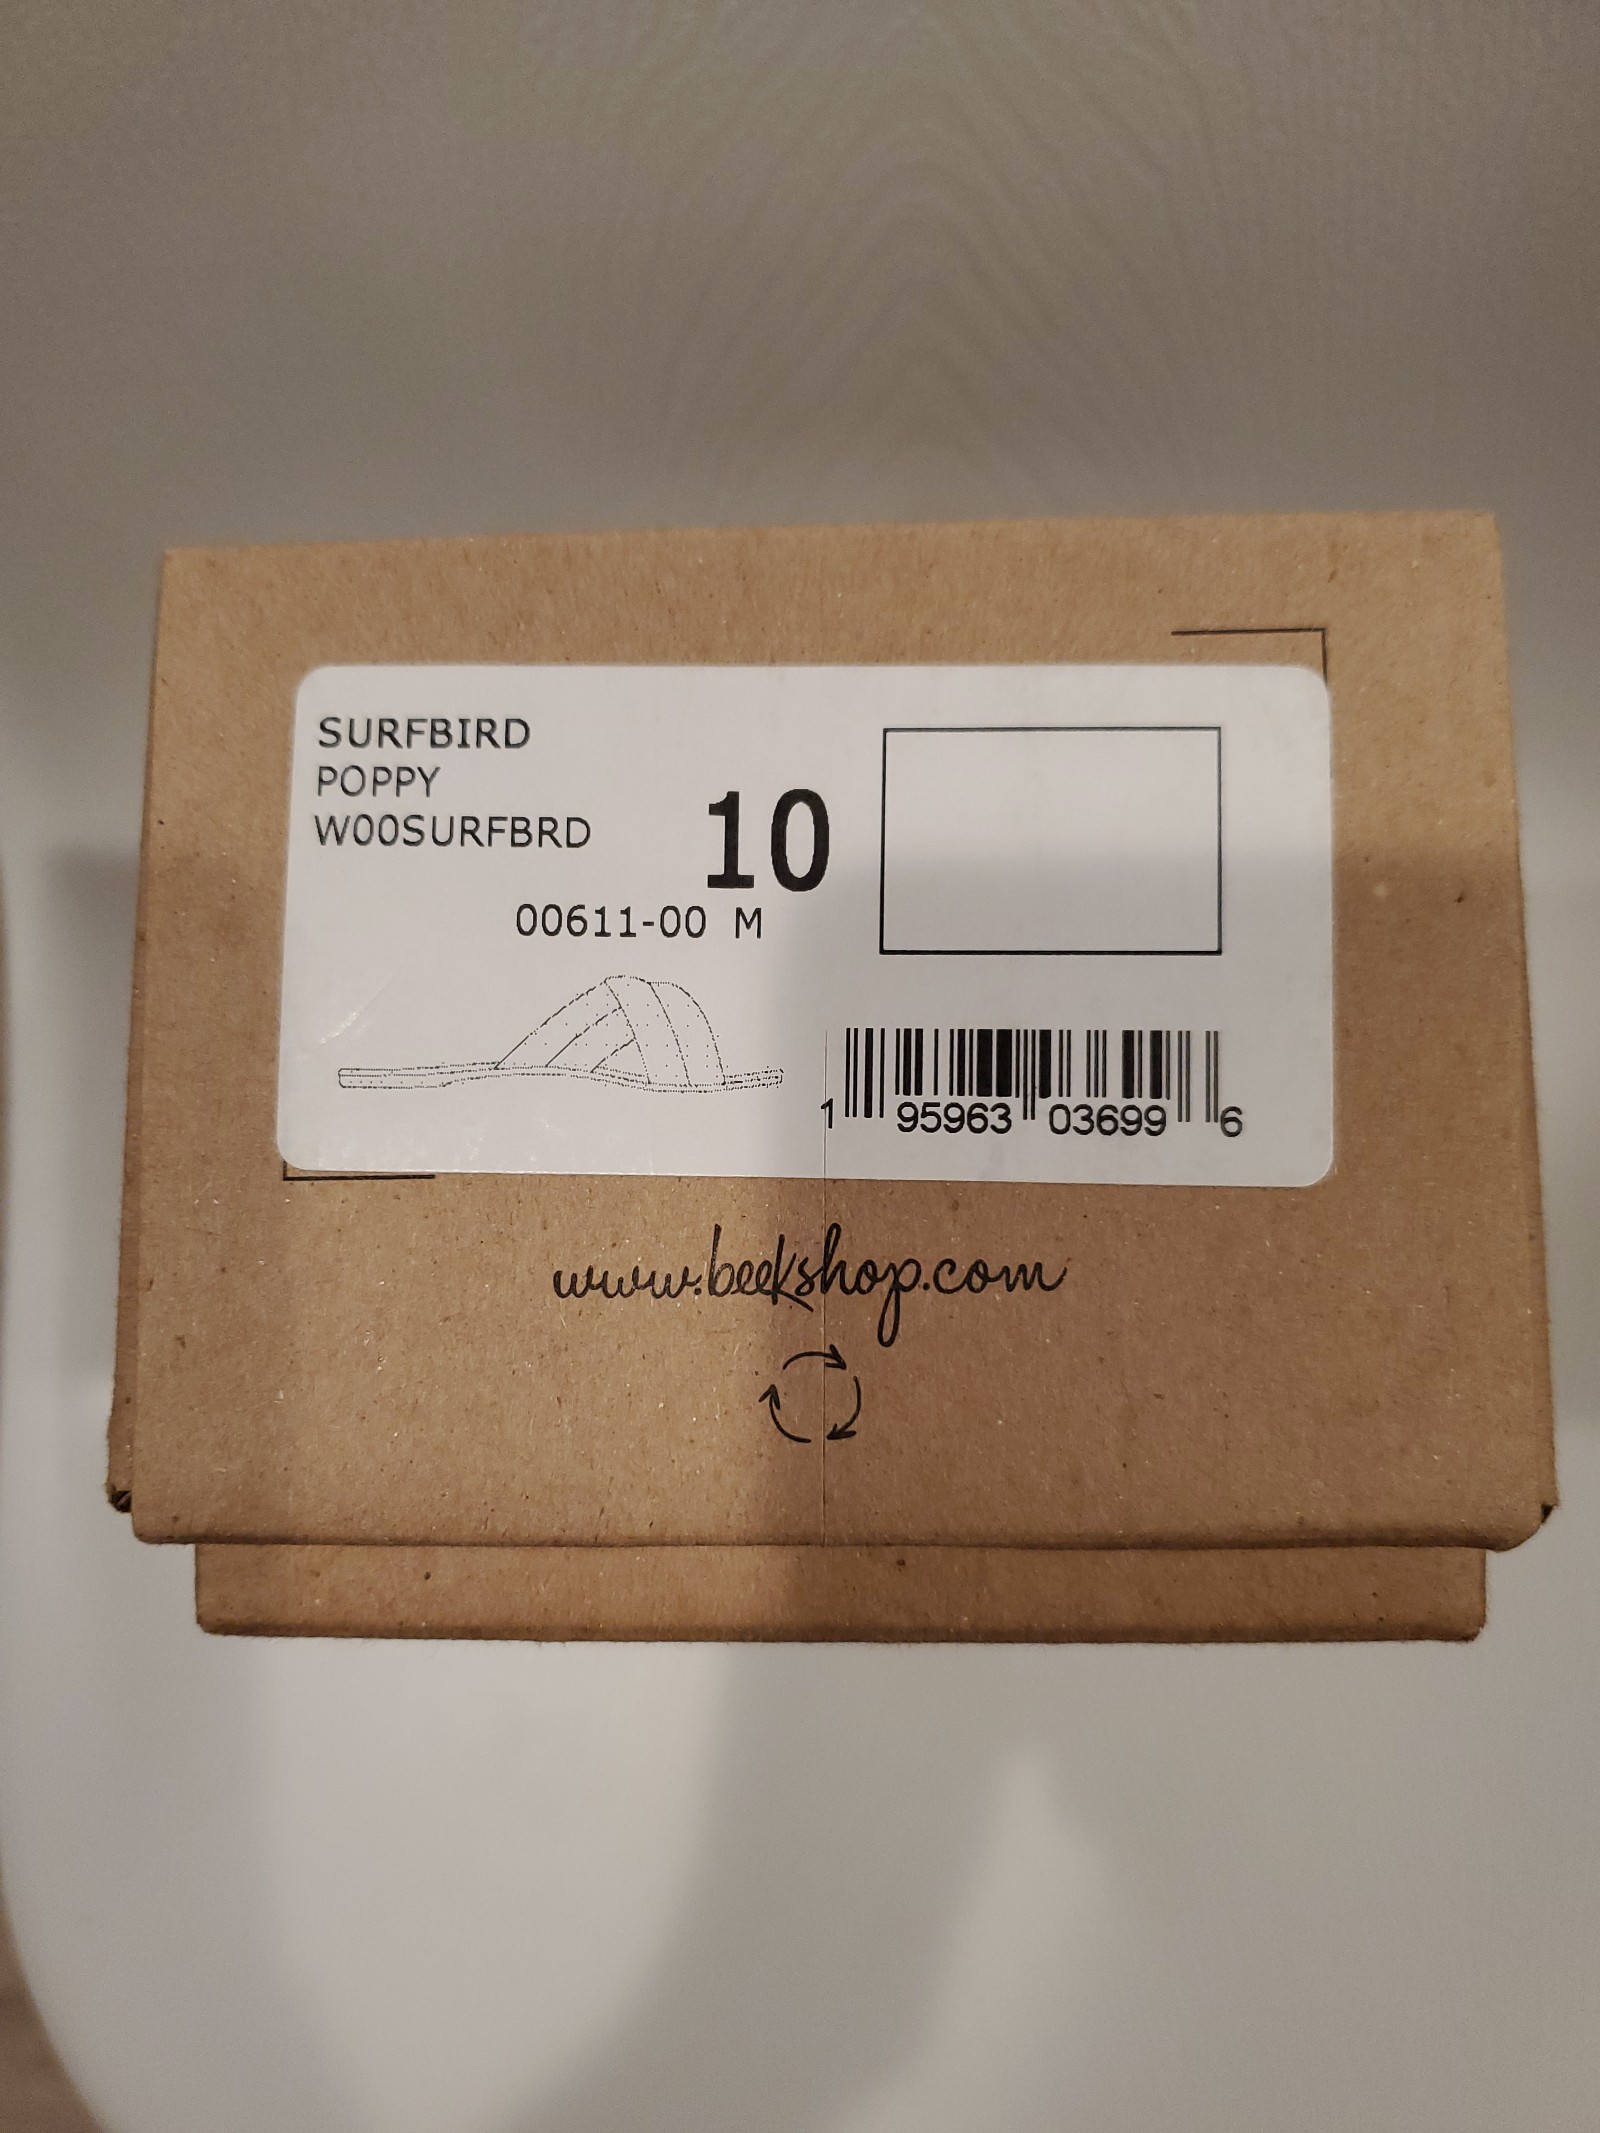 SURFBIRD
POPPY
W00SURFBRD
10
00611-00 M
1 95963 03699 6
www.beekshop.com